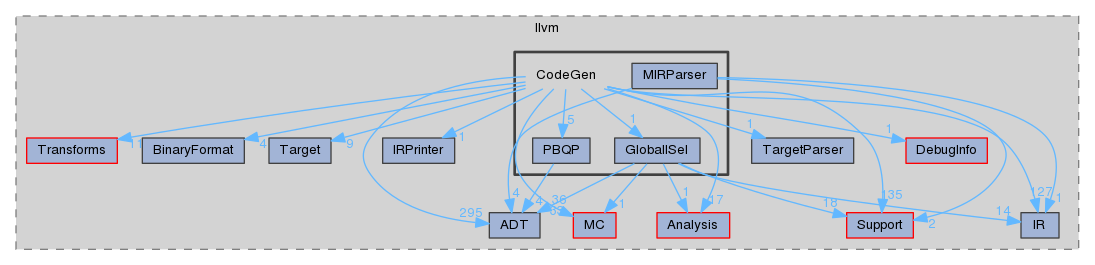 llvm
CodeGen
MIRParser
5
1
1
1
11
4
9
1
Transforms
BinaryFormat
Target
IRPrinter
PBQP
GlobalISel
TargetParser
DebugInfo
4
4
36
1
1
17
135
127
1
295
18
14
2
ADT
MC
Analysis
Support
IR